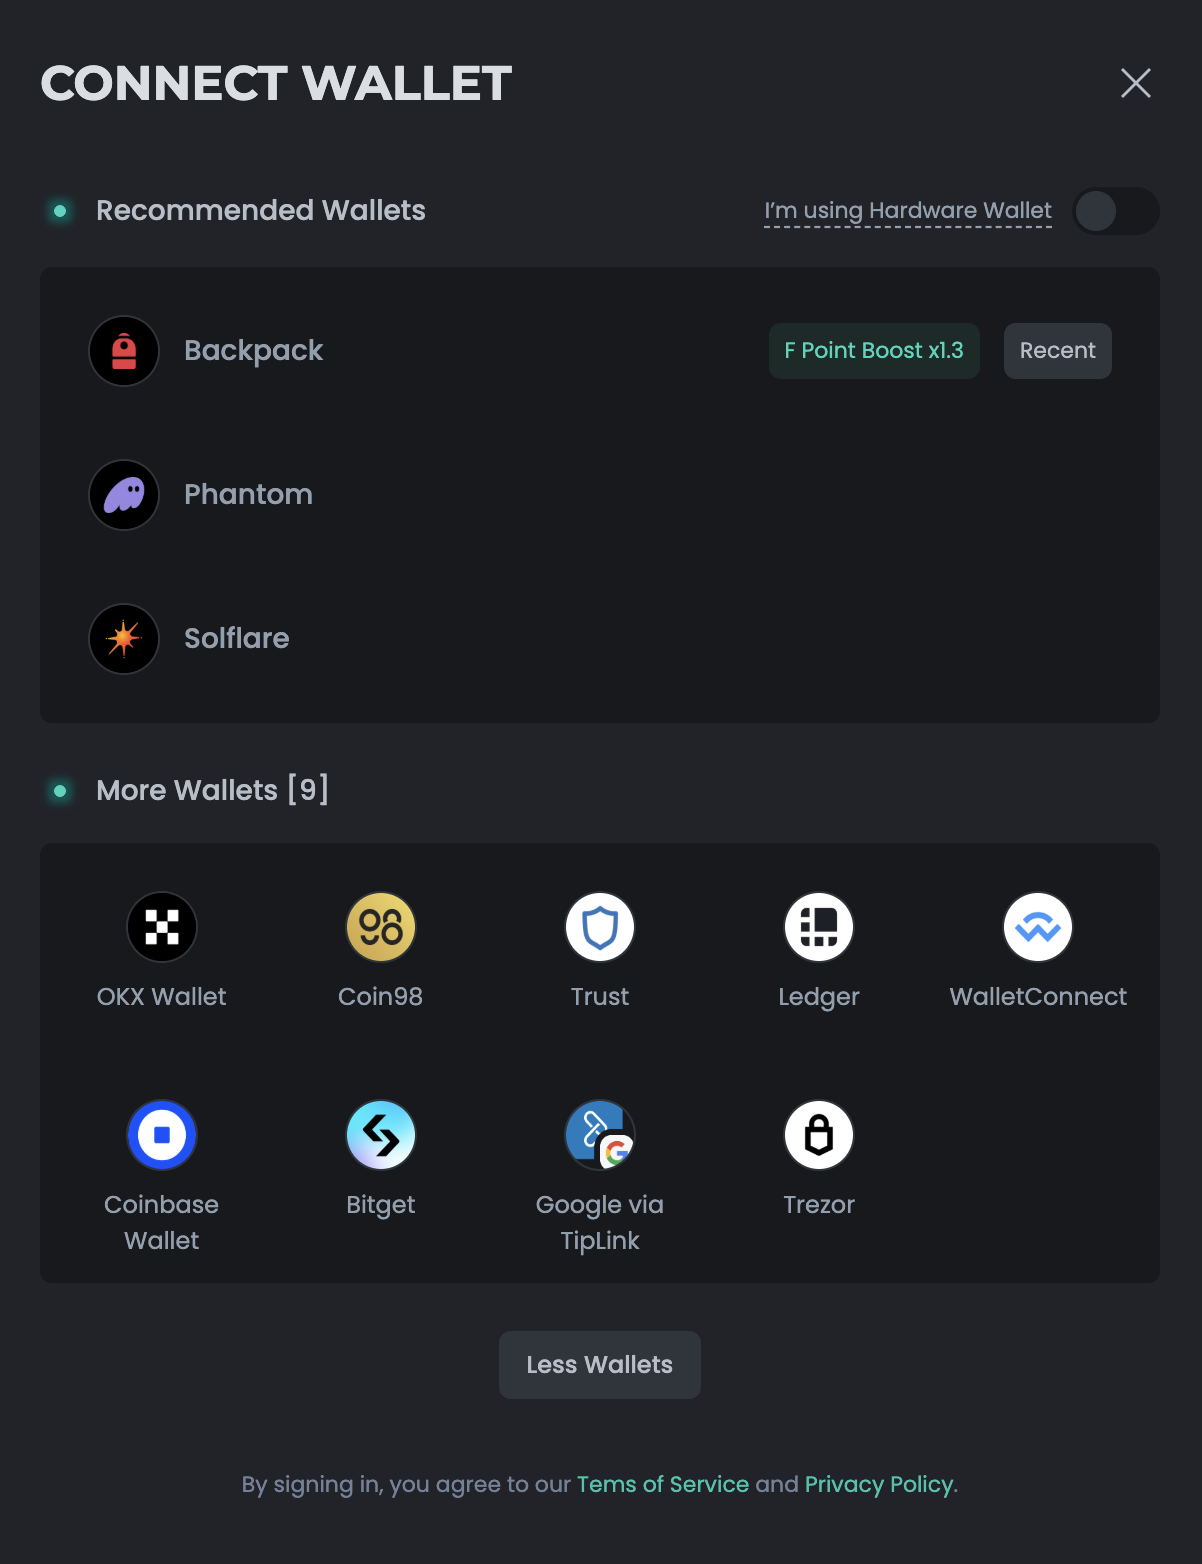 CONNECT WALLET
Recommended Wallets
I’m using Hardware Wallet
Backpack
F Point Boost x1.3
Recent
Phantom
Solflare
More Wallets [9]
OKX Wallet
Coin98
Trust
Ledger
WalletConnect
Coinbase
Wallet
Bitget
Google via
TipLink
Trezor
Less Wallets
By signing in, you agree to our Tems of Service and Privacy Policy.